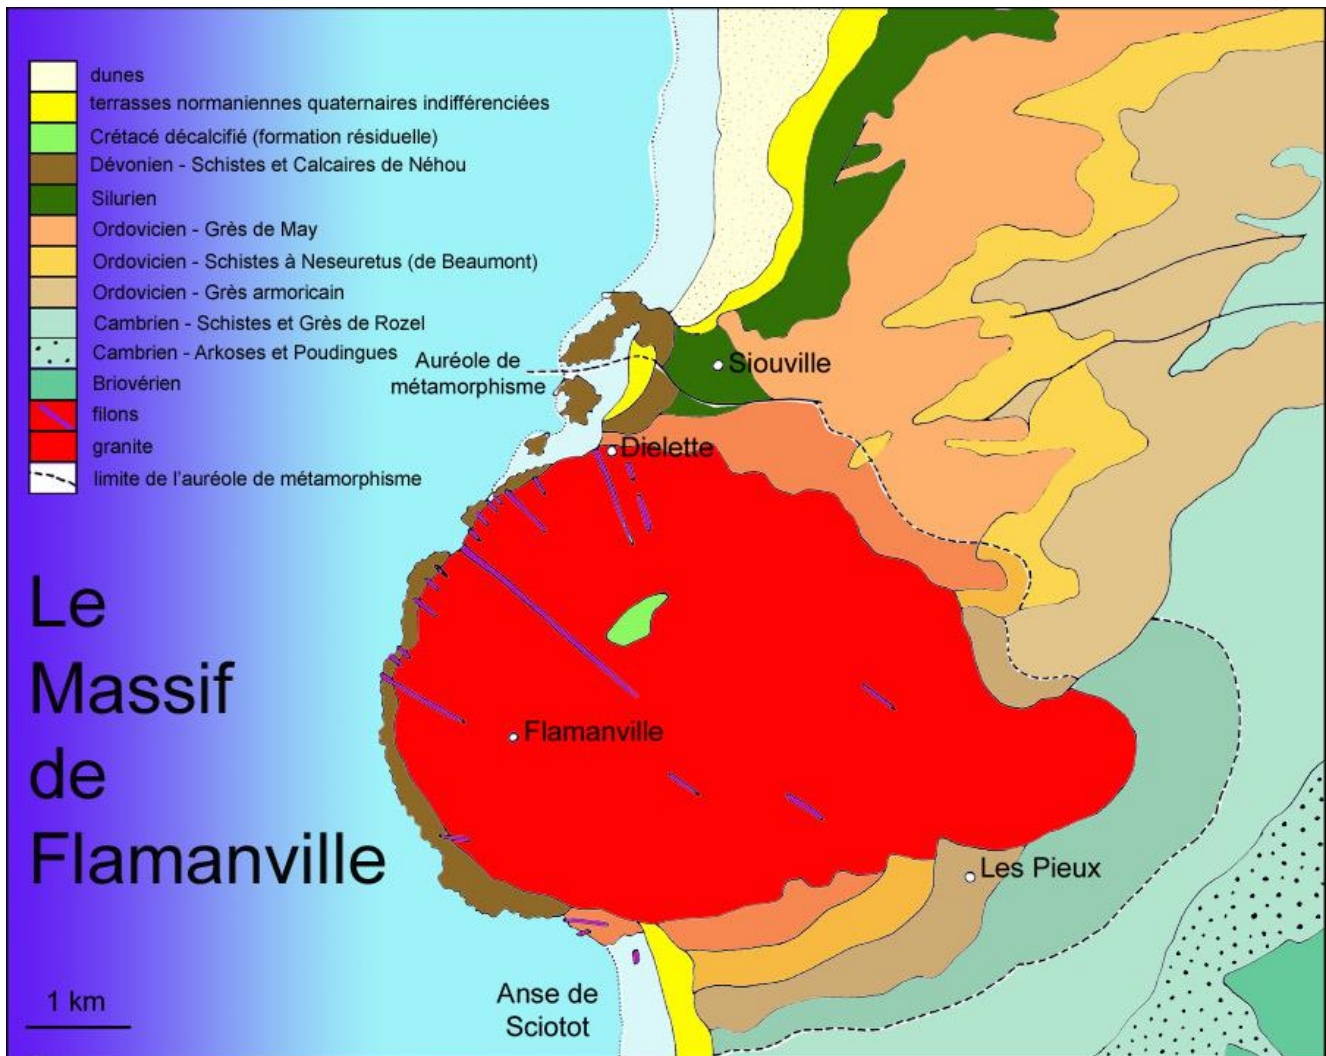 dunes
terrasses normaniennes quaternaires indifférenciées
Crétacé décalcifié (formation résiduelle)
Dévonien - Schistes et Calcaires de Néhou
Silurien
Ordovicien - Grès de May
Ordovicien - Schistes à Neseuretus (de Beaumont)
Ordovicien - Grès armoricain
Cambrien - Schistes et Grès de Rozel
Cambrien - Arkoses et Poudingues
Briovérien
filons
granite
limite de l'auréole de métamorphisme
Auréole de
métamorphisme
Siouville
Dielette
Le
Massif
de
Flamanville
Flamanville
Les Pieux
Anse de
Sciotot
1 km